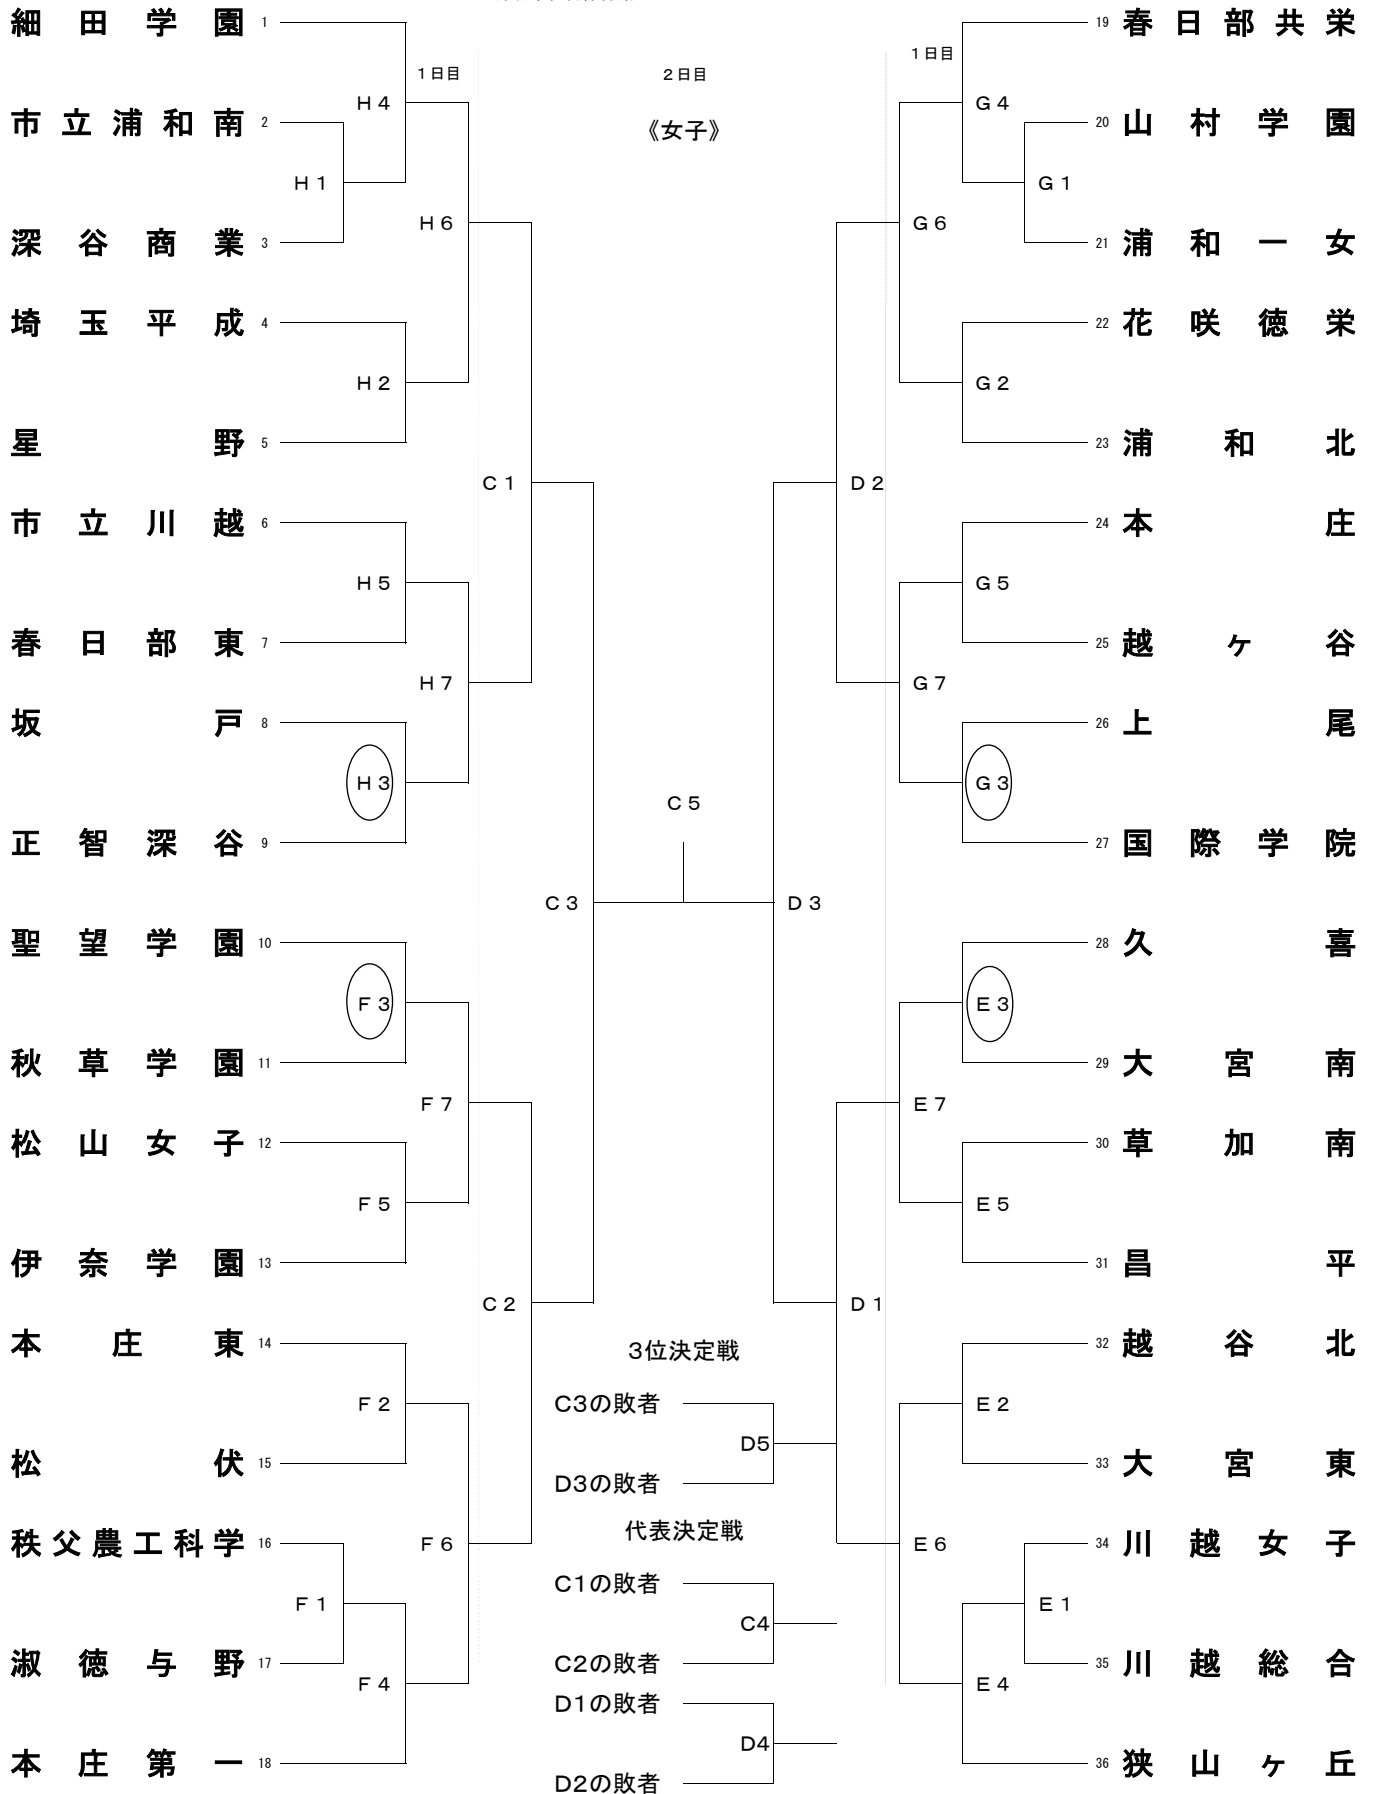 細田学園 1
市立浦和南 2
深谷商業 3
埼玉平成 4
星野 5
市立川越 6
春日部東 7
坂戸 8
正智深谷 9
聖望学園 10
秋草学園 11
松山女子 12
伊奈学園 13
本庄東 14
松伏 15
秩父農工科学 16
淑徳与野 17
本庄第一 18
H1
H4
H2
H5
H3
F3
F5
F2
F1
F4
1日目
H6
H7
F7
F6
C1
C2
C3
2日目
《女子》
C5
3位決定戦
C3の敗者
D5
D3の敗者
代表決定戦
C1の敗者
C4
C2の敗者
D1の敗者
D4
D2の敗者
D3
D2
D1
1日目
G6
G7
E7
E6
G4
G1
G2
G5
G3
E3
E5
E2
E1
E4
19 春日部共栄
20 山村学園
21 浦和一女
22 花咲徳栄
23 浦和北
24 本庄
25 越ヶ谷
26 上尾
27 国際学院
28 久喜
29 大宮南
30 草加南
31 昌平
32 越谷北
33 大宮東
34 川越女子
35 川越総合
36 狭山ヶ丘